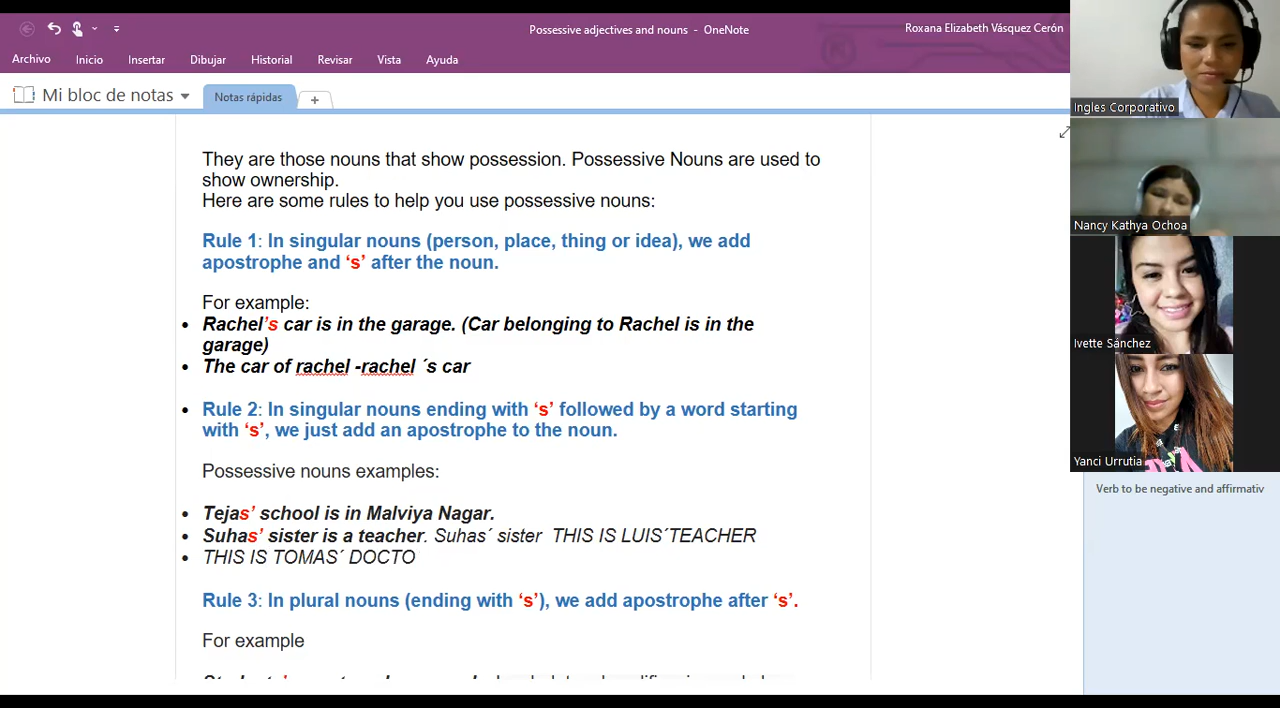 Possessive adjectives and nouns - OneNote
Roxana Elizabeth Vásquez Cerón
Archivo Inicio Insertar Dibujar Historial Revisar Vista Ayuda
Mi bloc de notas
Notas rápidas
+
They are those nouns that show possession. Possessive Nouns are used to
show ownership.
Here are some rules to help you use possessive nouns:
Rule 1: In singular nouns (person, place, thing or idea), we add
apostrophe and ‘s’ after the noun.
For example:
• Rachel’s car is in the garage. (Car belonging to Rachel is in the
garage)
• The car of rachel -rachel ´s car
• Rule 2: In singular nouns ending with ‘s’ followed by a word starting
with ‘s’, we just add an apostrophe to the noun.
Possessive nouns examples:
• Tejas’ school is in Malviya Nagar.
• Suhas’ sister is a teacher. Suhas´ sister THIS IS LUIS´TEACHER
• THIS IS TOMAS´ DOCTO
Rule 3: In plural nouns (ending with ‘s’), we add apostrophe after ‘s’.
For example
Ingles Corporativo
Nancy Kathya Ochoa
Ivette Sánchez
Yanci Urrutia
Verb to be negative and affirmativ